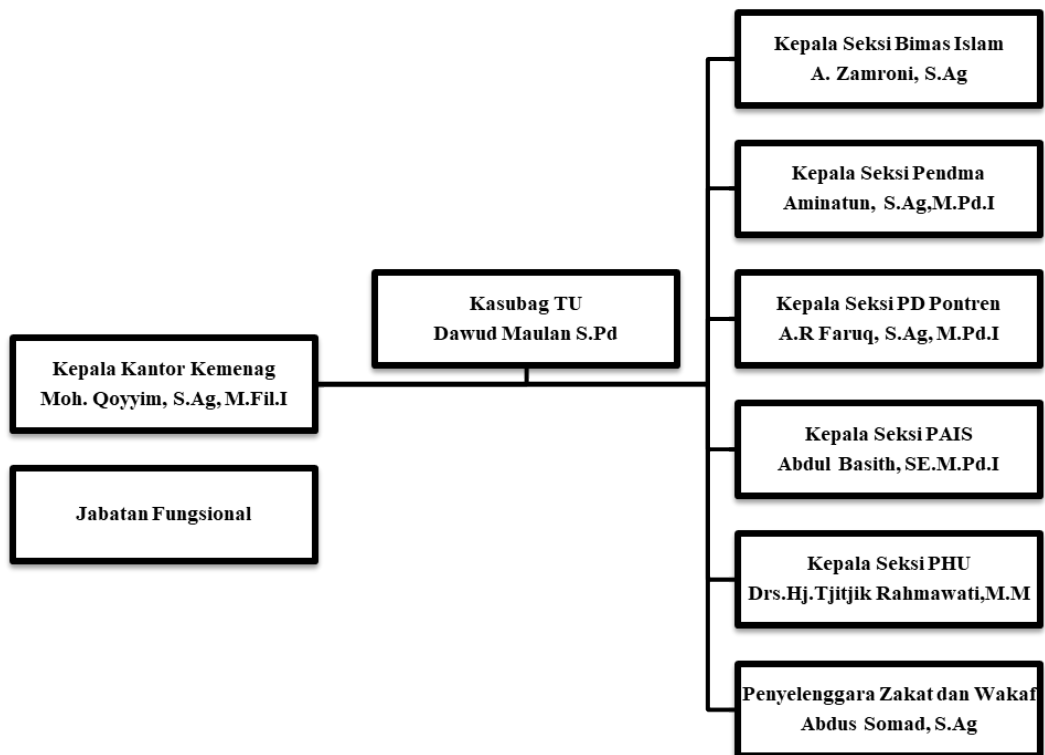 Kepala Kantor Kemenag
Moh. Qoyyim, S.Ag, M.Fil.I
Jabatan Fungsional
Kasubag TU
Dawud Maulan S.Pd
Kepala Seksi Bimas Islam
A. Zamroni, S.Ag
Kepala Seksi Pendma
Aminatun, S.Ag,M.Pd.I
Kepala Seksi PD Pontren
A.R Faruq, S.Ag, M.Pd.I
Kepala Seksi PAIS
Abdul Basith, SE.M.Pd.I
Kepala Seksi PHU
Drs.Hj.Tjitjik Rahmawati,M.M
Penyelenggara Zakat dan Wakaf
Abdus Somad, S.Ag